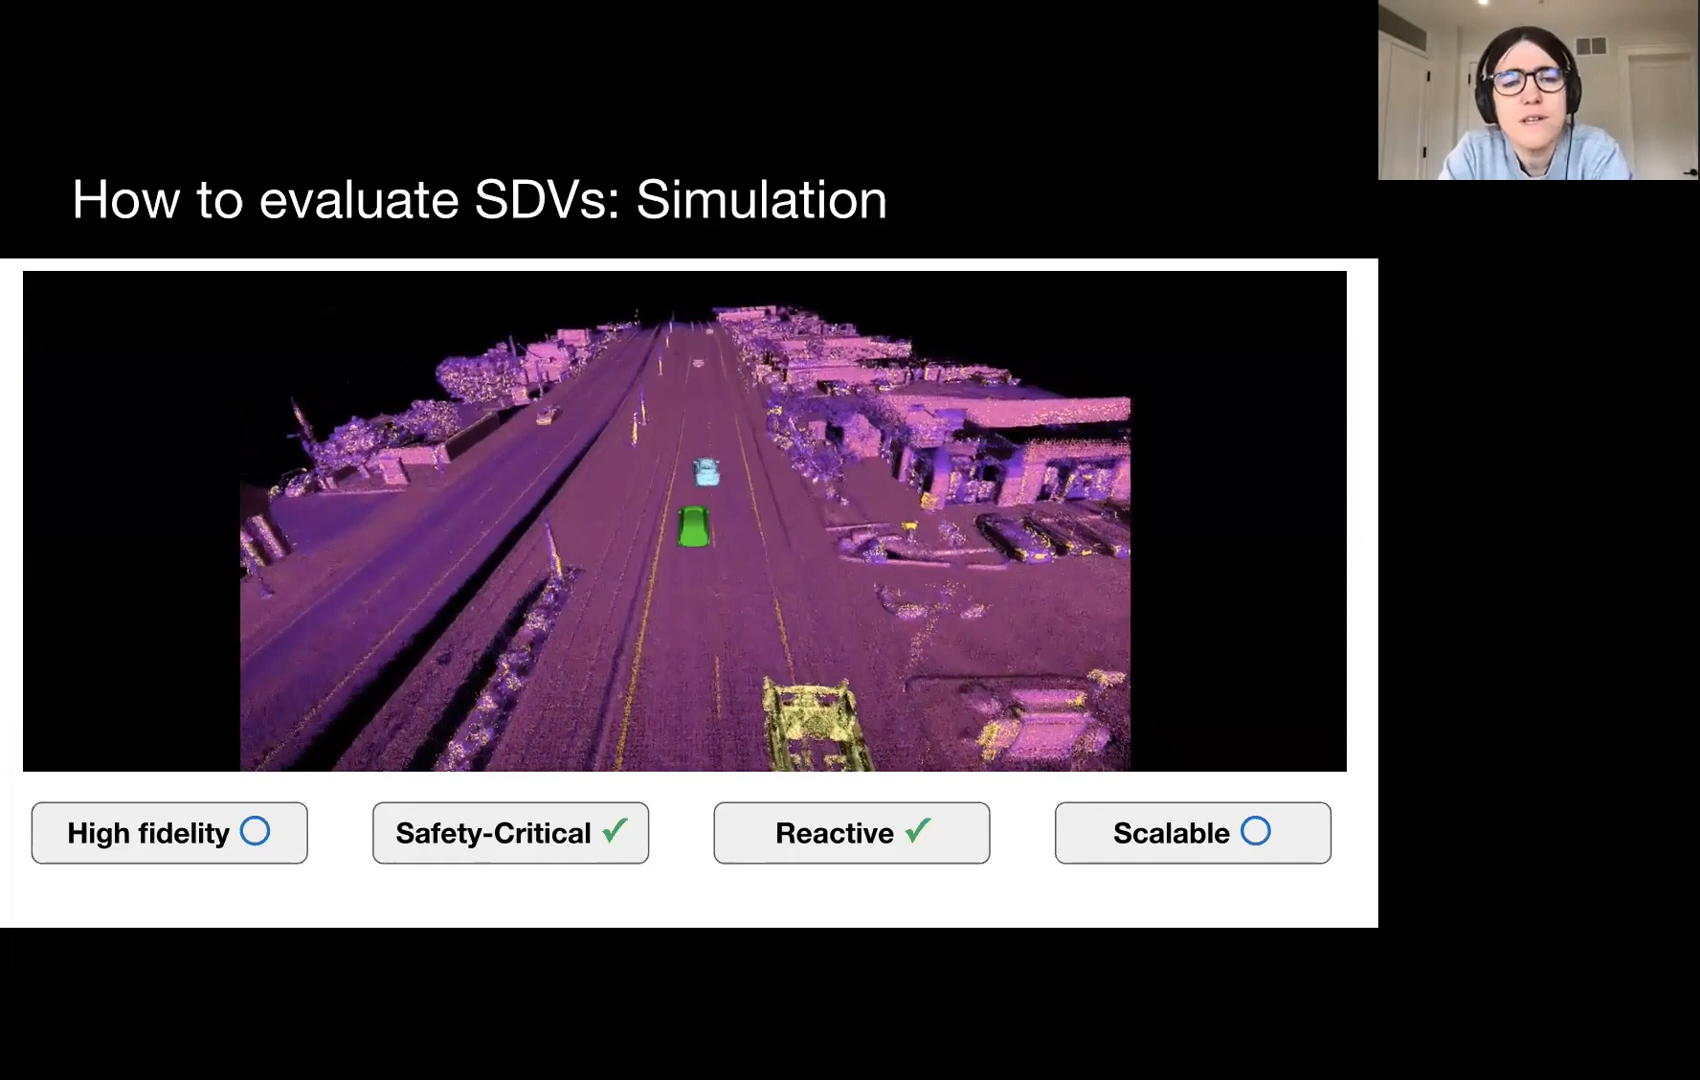 How to evaluate SDVs: Simulation
High fidelity
Safety-Critical ✓
Reactive ✓
Scalable